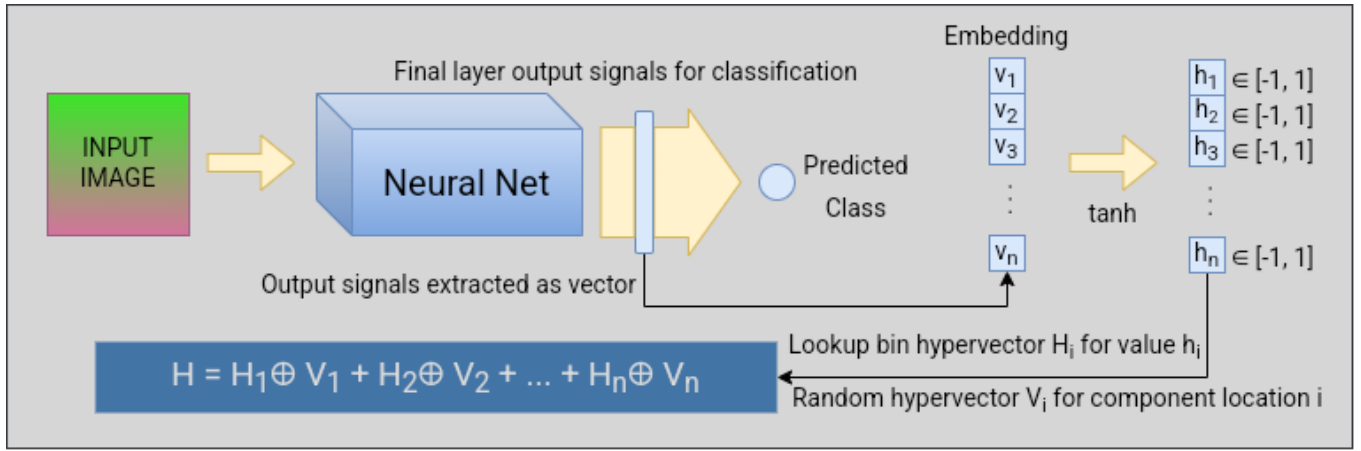 Embedding
Final layer output signals for classification
INPUT
IMAGE
Neural Net
Predicted
Class
v₁
v₂
v₃
⋮
vₙ
tanh
h₁ ∈ [-1, 1]
h₂ ∈ [-1, 1]
h₃ ∈ [-1, 1]
⋮
hₙ ∈ [-1, 1]
Output signals extracted as vector
Lookup bin hypervector Hᵢ for value hᵢ
H = H₁⊕ V₁ + H₂⊕ V₂ + ... + Hₙ⊕ Vₙ
Random hypervector Vᵢ for component location i